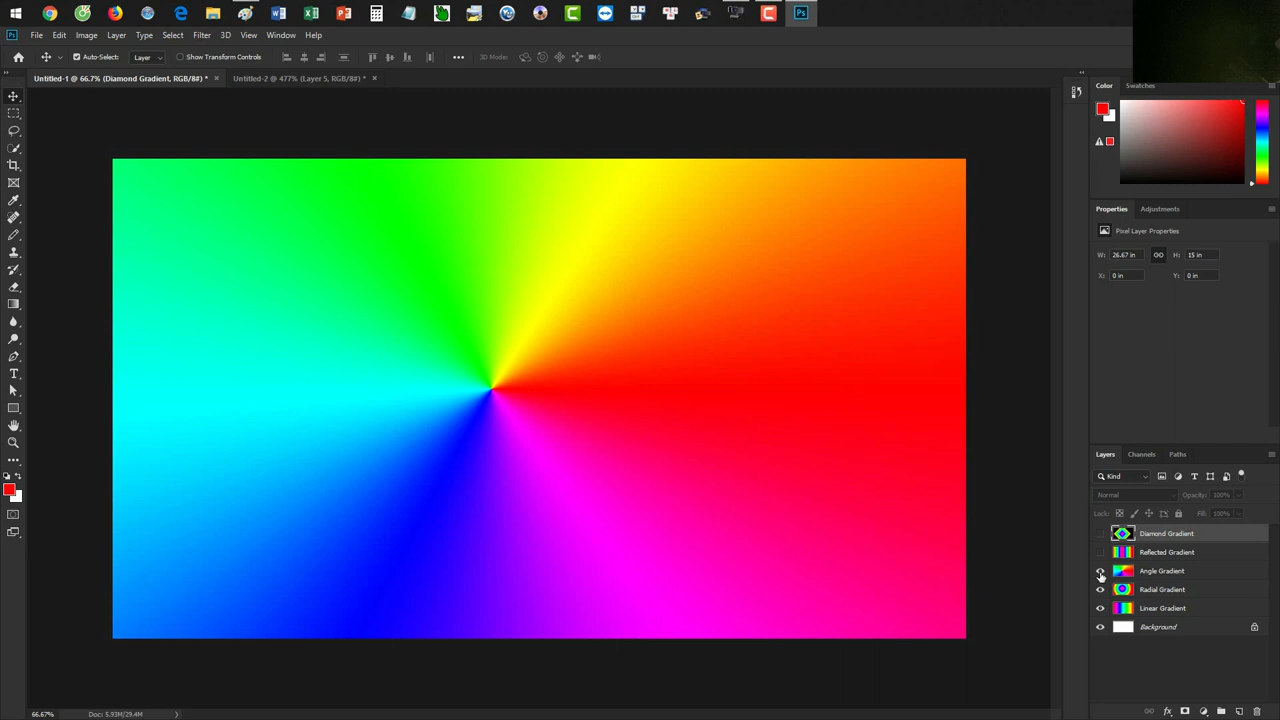 Ps File Edit Image Layer Type Select Filter 3D View Window Help
Auto-Select: Layer Show Transform Controls 3D Mode:
Untitled-1 @ 66.7% (Diamond Gradient, RGB/8#) * × Untitled-2 @ 477% (Layer 5, RGB/8#) * ×
Color Swatches
Properties Adjustments
Pixel Layer Properties
W: 26.67 in H: 15 in
X: 0 in Y: 0 in
Layers Channels Paths
Kind
Normal Opacity: 100%
Lock: Fill: 100%
Diamond Gradient
Reflected Gradient
Angle Gradient
Radial Gradient
Linear Gradient
Background
66.67% Doc: 5.93M/29.4M